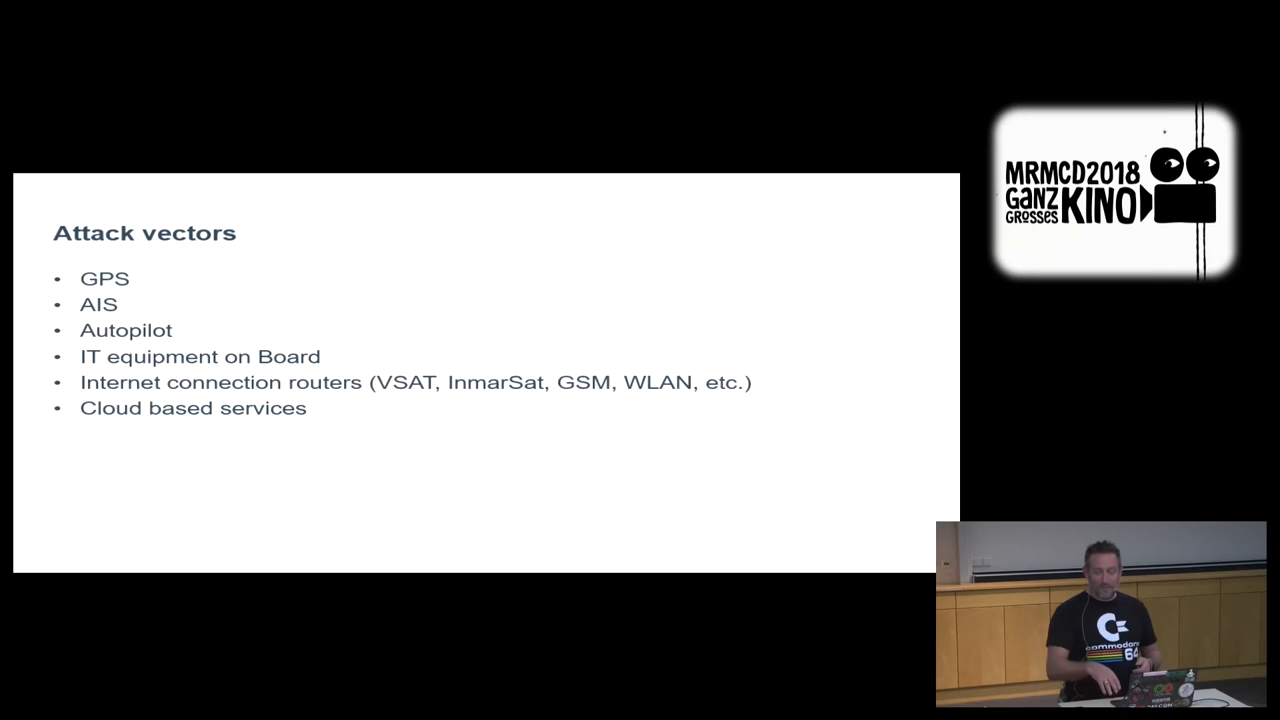 Attack vectors
• GPS
• AIS
• Autopilot
• IT equipment on Board
• Internet connection routers (VSAT, InmarSat, GSM, WLAN, etc.)
• Cloud based services
MRMCD2018
GANZ
GROSSES
KINO
commodore
64